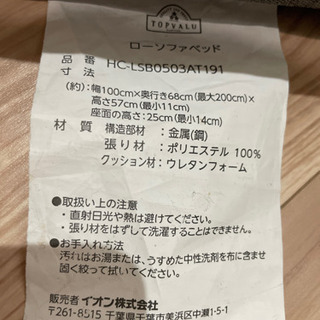 TOPVALU
ローソファベッド
品 番 HC-LSB0503AT191
寸 法
(約):幅100cm×奥行き68cm(最大200cm)×
高さ57cm(最小11cm)
座面の高さ:25cm(最小14cm)
材 質 構造部材:金属(鋼)
張り材:ポリエステル 100%
クッション材:ウレタンフォーム
●取扱い上の注意
・直射日光や熱は避けてください。
・張り材をはずして洗濯することはできません。
●お手入れ方法
汚れはお湯または、うすめた中性洗剤を布に含ませ
固く絞って拭いてください。
販売者 イオン株式会社
〒261-8515 千葉県千葉市美浜区中瀬1-5-1